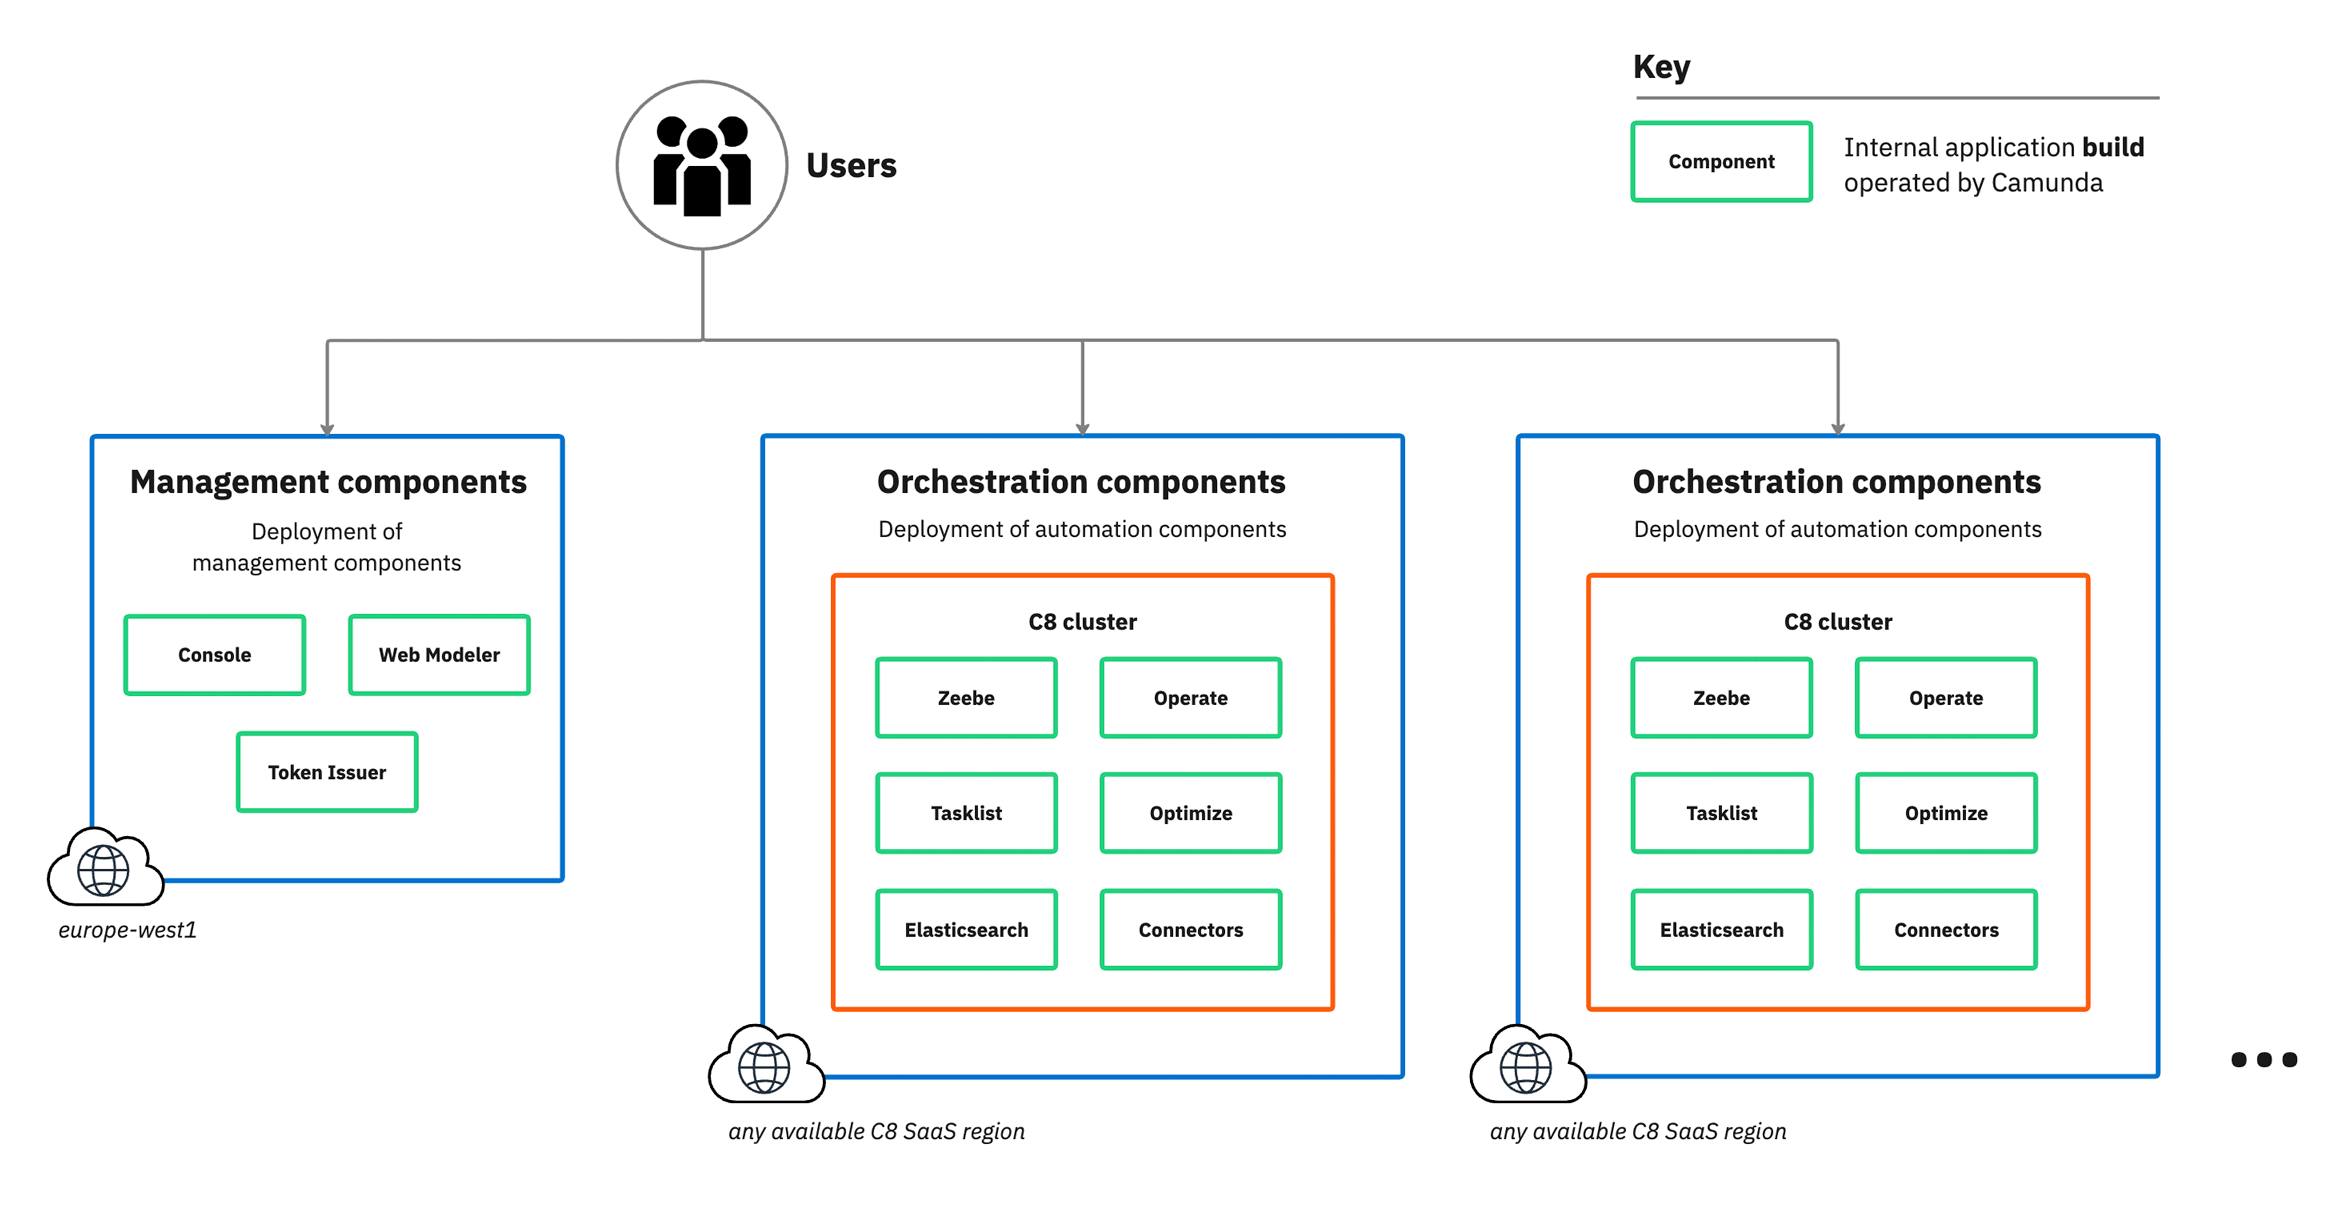 Key
Component
Internal application build
operated by Camunda
Users
Management components
Deployment of
management components
Console
Web Modeler
Token Issuer
europe-west1
Orchestration components
Deployment of automation components
C8 cluster
Zeebe
Operate
Tasklist
Optimize
Elasticsearch
Connectors
any available C8 SaaS region
Orchestration components
Deployment of automation components
C8 cluster
Zeebe
Operate
Tasklist
Optimize
Elasticsearch
Connectors
any available C8 SaaS region